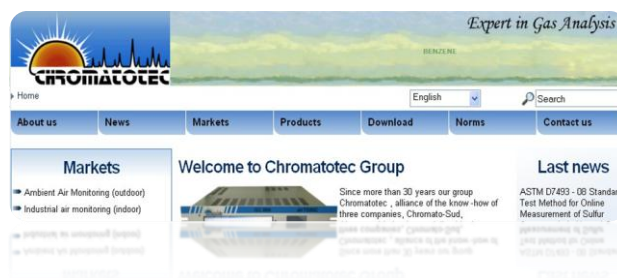 Expert in Gas Analysis
BENZENE
CHROMATOTEC
Home
English
Search
About us
News
Markets
Products
Download
Norms
Contact us
Markets
Ambient Air Monitoring (outdoor)
Industrial air monitoring (indoor)
Welcome to Chromatotec Group
Since more than 30 years our group
Chromatotec , alliance of the know -how of
three companies, Chromato-Sud,
Last news
ASTM D7493 - 08 Standar
Test Method for Online
Measurement of Sulfur